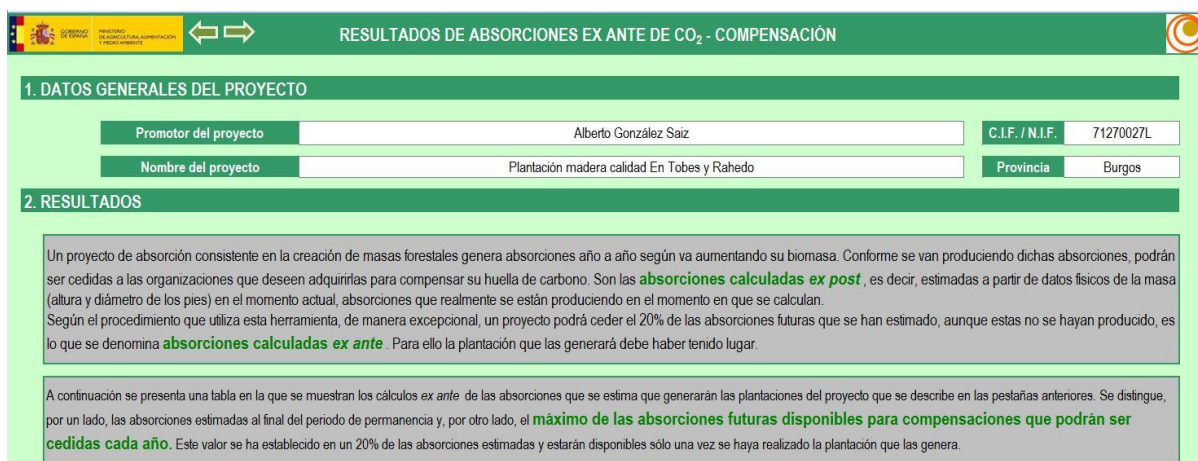 GOBIERNO DE ESPAÑA
MINISTERIO DE AGRICULTURA, ALIMENTACIÓN Y MEDIO AMBIENTE
RESULTADOS DE ABSORCIONES EX ANTE DE CO₂ - COMPENSACIÓN
1. DATOS GENERALES DEL PROYECTO
Promotor del proyecto Alberto González Saiz C.I.F. / N.I.F. 71270027L
Nombre del proyecto Plantación madera calidad En Tobes y Rahedo Provincia Burgos
2. RESULTADOS
Un proyecto de absorción consistente en la creación de masas forestales genera absorciones año a año según va aumentando su biomasa. Conforme se van produciendo dichas absorciones, podrán
ser cedidas a las organizaciones que deseen adquirirlas para compensar su huella de carbono. Son las absorciones calculadas ex post , es decir, estimadas a partir de datos físicos de la masa
(altura y diámetro de los pies) en el momento actual, absorciones que realmente se están produciendo en el momento en que se calculan.
Según el procedimiento que utiliza esta herramienta, de manera excepcional, un proyecto podrá ceder el 20% de las absorciones futuras que se han estimado, aunque estas no se hayan producido, es
lo que se denomina absorciones calculadas ex ante . Para ello la plantación que las generará debe haber tenido lugar.
A continuación se presenta una tabla en la que se muestran los cálculos ex ante de las absorciones que se estima que generarán las plantaciones del proyecto que se describe en las pestañas anteriores. Se distingue,
por un lado, las absorciones estimadas al final del periodo de permanencia y, por otro lado, el máximo de las absorciones futuras disponibles para compensaciones que podrán ser
cedidas cada año. Este valor se ha establecido en un 20% de las absorciones estimadas y estarán disponibles sólo una vez se haya realizado la plantación que las genera.